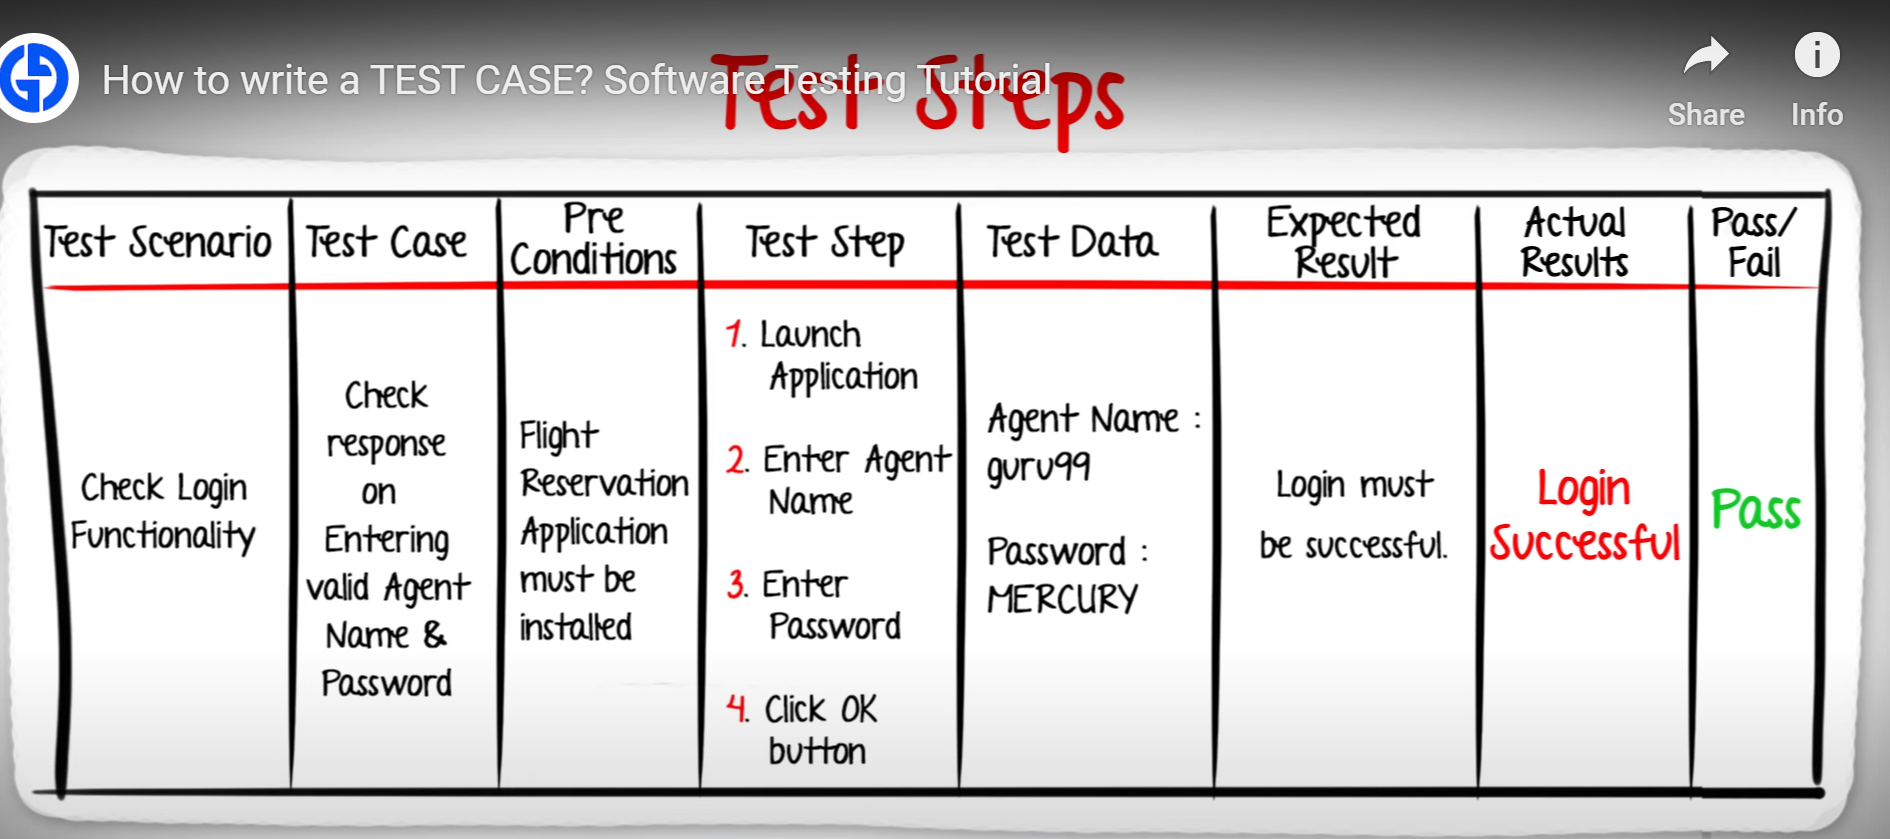 How to write a TEST CASE? Software Testing Tutorial
Test Steps
Share
Info
Test Scenario
Test Case
Pre
Conditions
Test Step
Test Data
Expected
Result
Actual
Results
Pass/
Fail
Check Login
Functionality
Check
response
on
Entering
valid Agent
Name &
Password
Flight
Reservation
Application
must be
installed
1. Launch
Application
2. Enter Agent
Name
3. Enter
Password
4. Click OK
button
Agent Name :
guru99
Password :
MERCURY
Login must
be successful.
Login
Successful
Pass